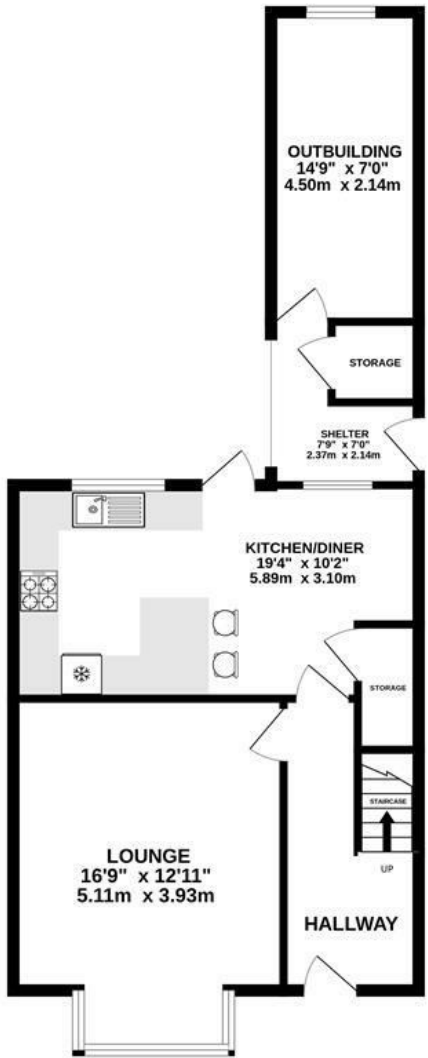 OUTBUILDING
14'9" x 7'0"
4.50m x 2.14m
STORAGE
SHELTER
7'9" x 7'0"
2.37m x 2.14m
KITCHEN/DINER
19'4" x 10'2"
5.89m x 3.10m
STORAGE
STAIRCASE
UP
LOUNGE
16'9" x 12'11"
5.11m x 3.93m
HALLWAY